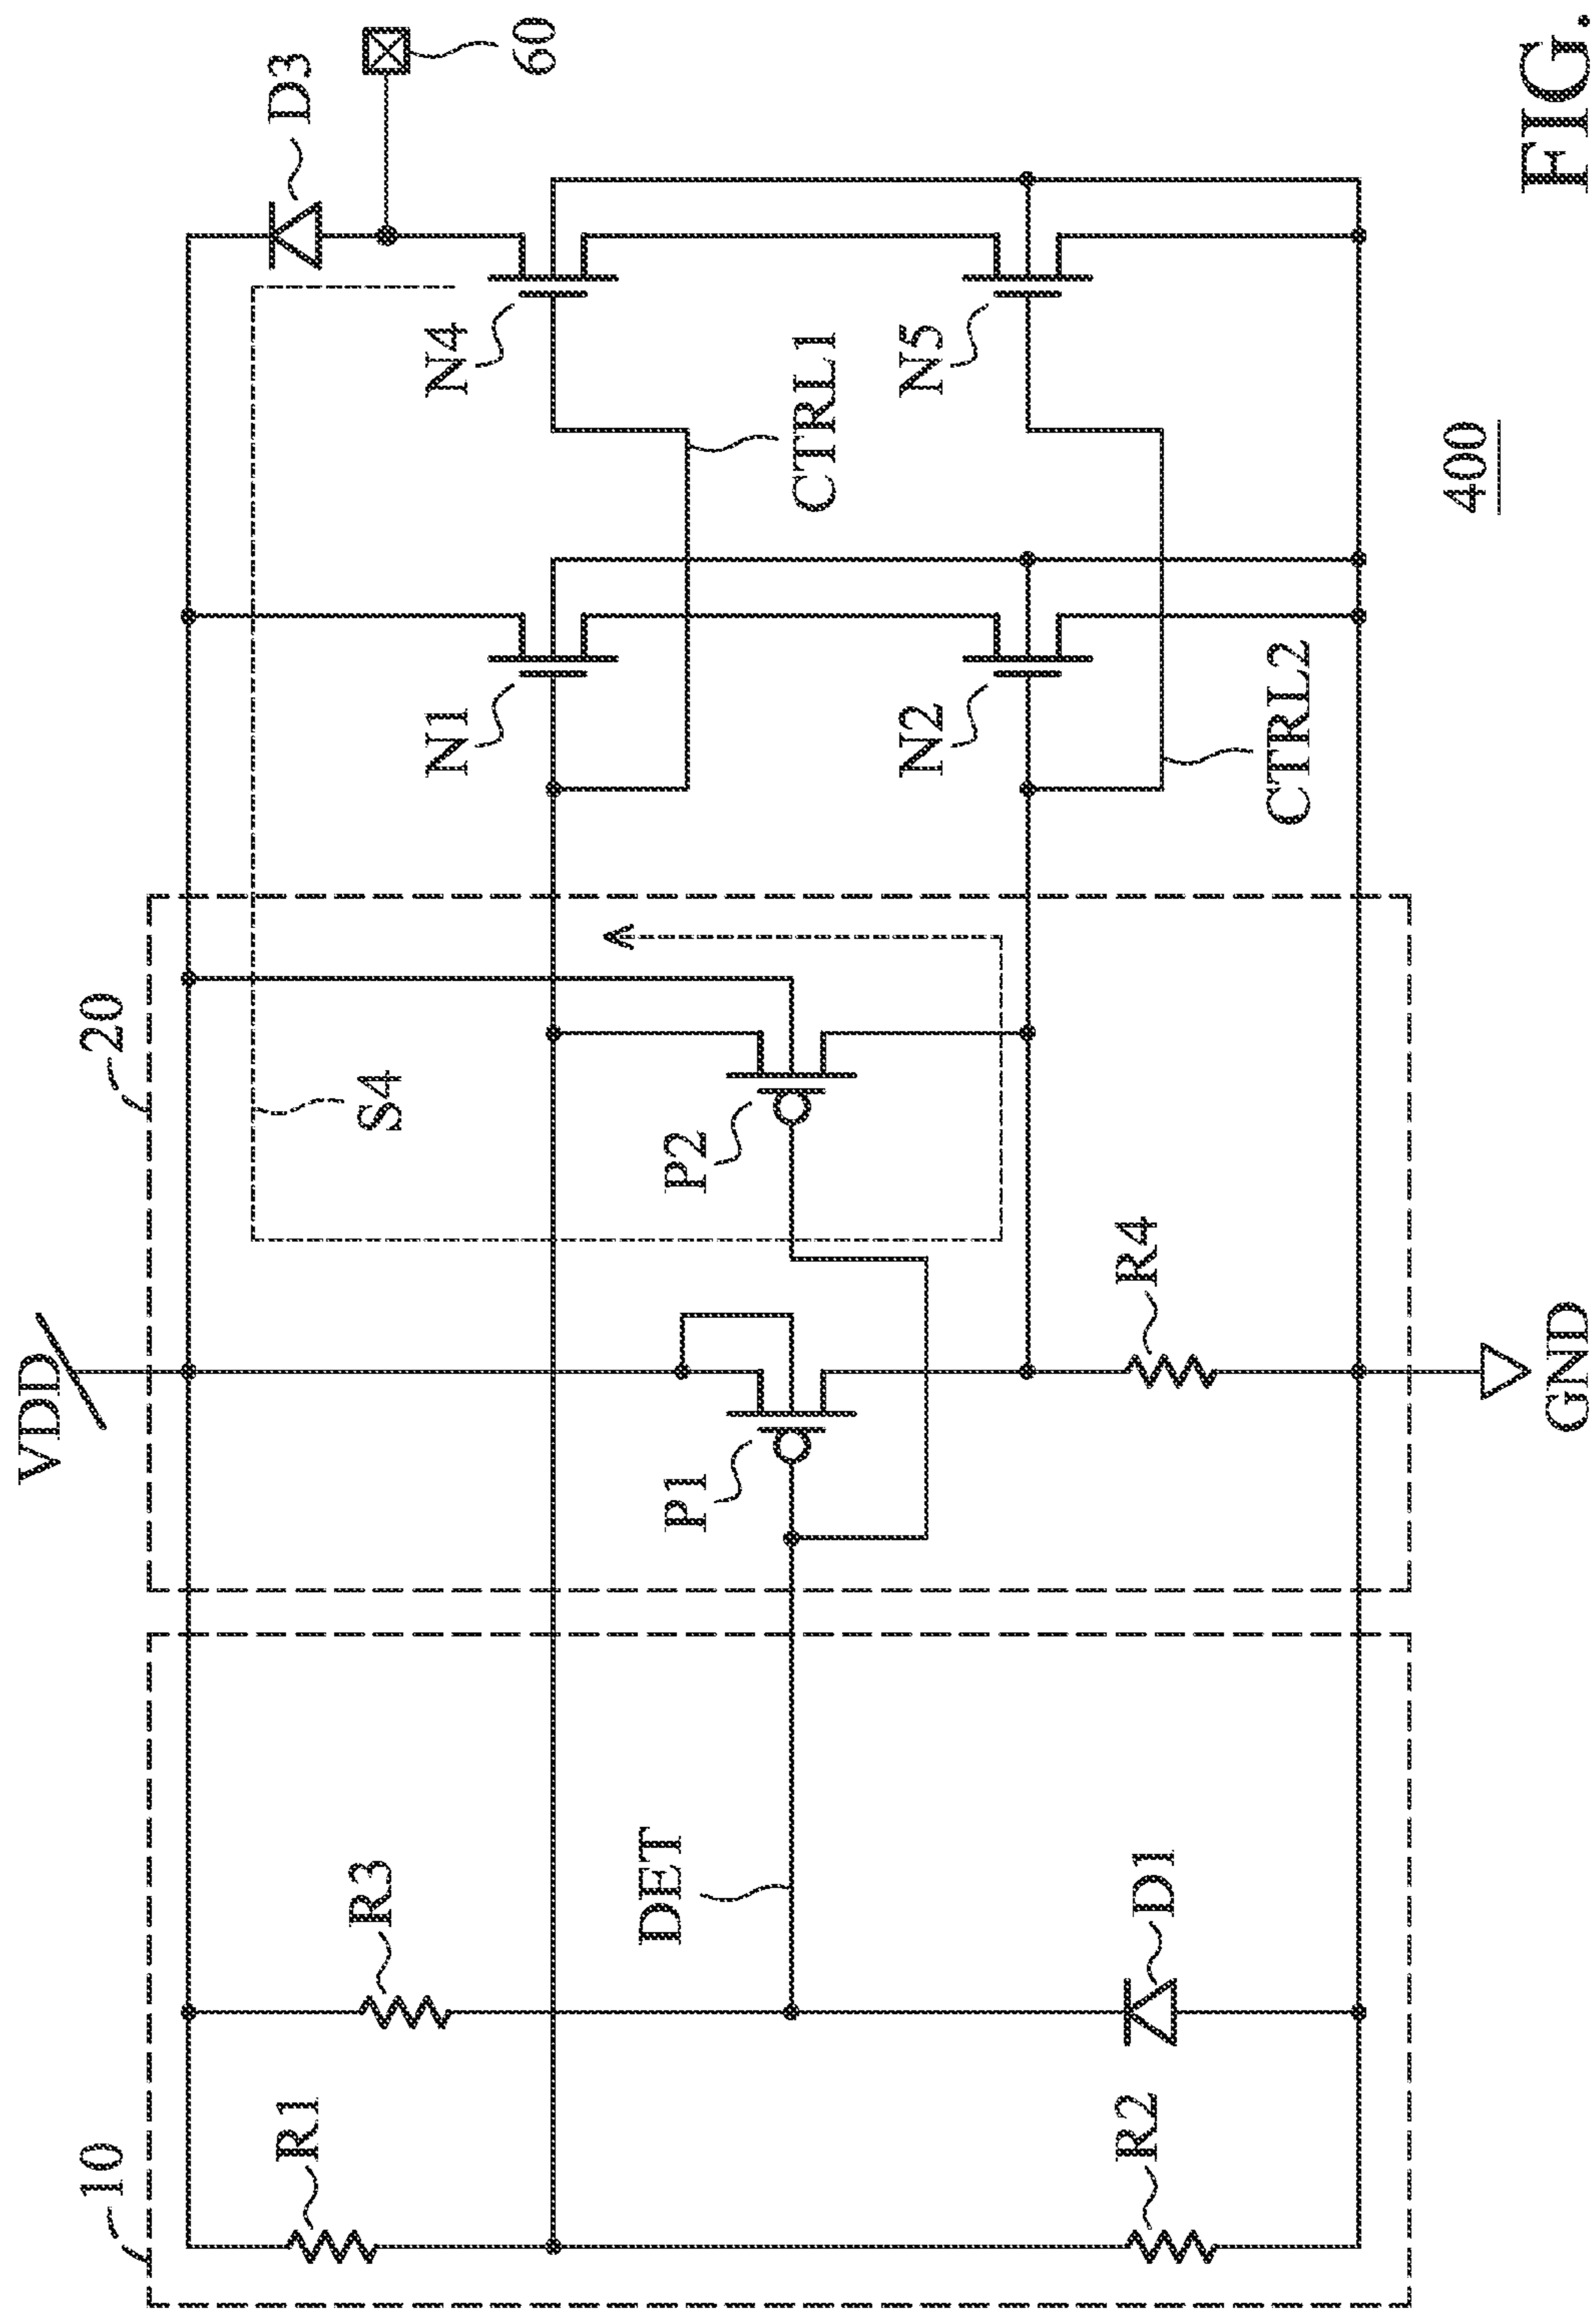 10
R1
R3
R2
D1
DET
VDD
20
P1
P2
S4
R4
GND
N1
N2
CTRL2
N4
N5
CTRL1
D3
60
400
FIG.